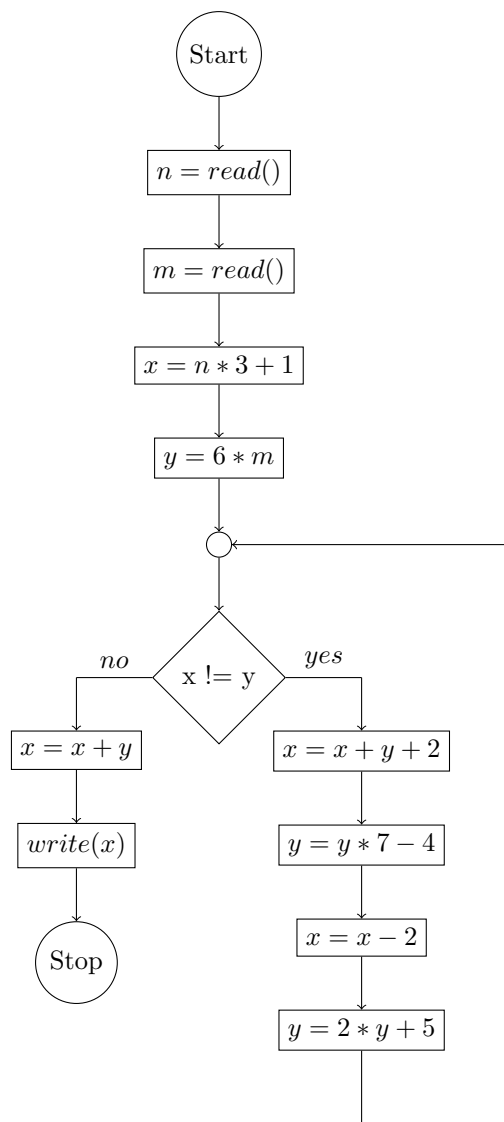 Start
n = read()
m = read()
x = n * 3 + 1
y = 6 * m
no
yes
x != y
x = x + y
x = x + y + 2
write(x)
y = y * 7 − 4
x = x − 2
Stop
y = 2 * y + 5